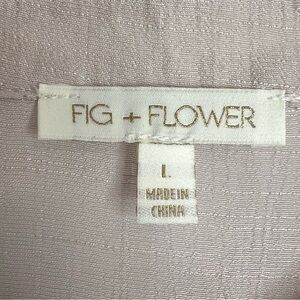 FIG + FLOWER
L
MADE IN
CHINA